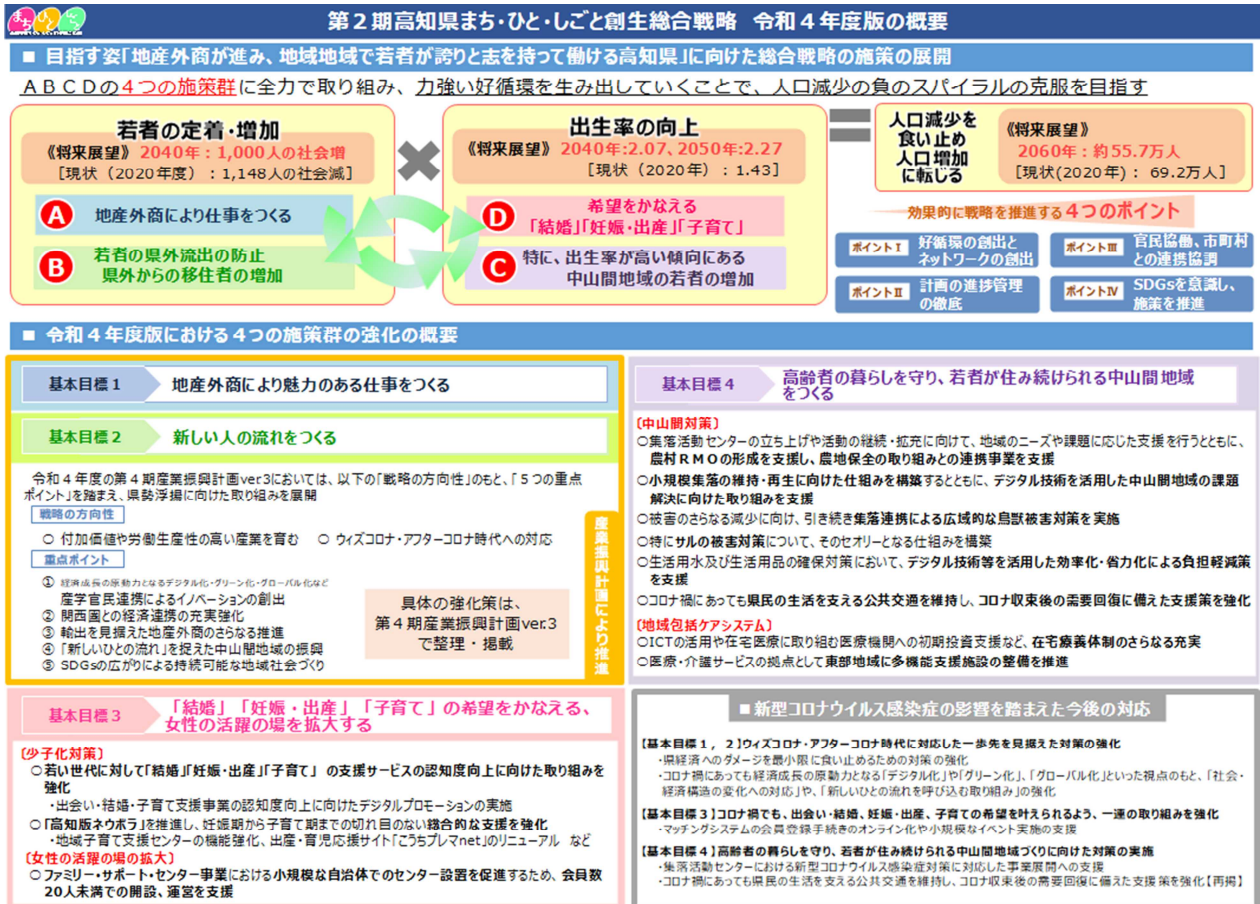 まちひとしごと
第2期高知県まち・ひと・しごと創生総合戦略 令和4年度版の概要
■ 目指す姿「地産外商が進み、地域地域で若者が誇りと志を持って働ける高知県」に向けた総合戦略の施策の展開
ＡＢＣＤの4つの施策群に全力で取り組み、力強い好循環を生み出していくことで、人口減少の負のスパイラルの克服を目指す
若者の定着・増加
《将来展望》 2040年：1,000人の社会増
［現状（2020年度）：1,148人の社会減］
A 地産外商により仕事をつくる
B 若者の県外流出の防止
県外からの移住者の増加
出生率の向上
《将来展望》 2040年:2.07、2050年:2.27
［現状（2020年）：1.43］
D 希望をかなえる
「結婚」「妊娠・出産」「子育て」
C 特に、出生率が高い傾向にある
中山間地域の若者の増加
人口減少を
食い止め
人口増加
に転じる
《将来展望》
2060年：約55.7万人
［現状(2020年)： 69.2万人］
効果的に戦略を推進する4つのポイント
ポイントⅠ 好循環の創出と
ネットワークの創出
ポイントⅡ 計画の進捗管理
の徹底
ポイントⅢ 官民協働、市町村
との連携協調
ポイントⅣ SDGsを意識し、
施策を推進
■ 令和４年度版における４つの施策群の強化の概要
基本目標１ 地産外商により魅力のある仕事をつくる
基本目標２ 新しい人の流れをつくる
令和４年度の第４期産業振興計画ver3においては、以下の「戦略の方向性」のもと、「５つの重点
ポイント」を踏まえ、県勢浮揚に向けた取り組みを展開
戦略の方向性
○ 付加価値や労働生産性の高い産業を育む ○ ウィズコロナ・アフターコロナ時代への対応
重点ポイント
① 経済成長の原動力となるデジタル化・グリーン化・グローバル化など
産学官民連携によるイノベーションの創出
② 関西圏との経済連携の充実強化
③ 輸出を見据えた地産外商のさらなる推進
④ 「新しいひとの流れ」を捉えた中山間地域の振興
⑤ SDGsの広がりによる持続可能な地域社会づくり
具体の強化策は、
第４期産業振興計画ver.3
で整理・掲載
産業振興計画により推進
基本目標３ 「結婚」「妊娠・出産」「子育て」の希望をかなえる、
女性の活躍の場を拡大する
〔少子化対策〕
○若い世代に対して「結婚」「妊娠・出産」「子育て」 の支援サービスの認知度向上に向けた取り組みを
強化
・出会い・結婚・子育て支援事業の認知度向上に向けたデジタルプロモーションの実施
○「高知版ネウボラ」を推進し、妊娠期から子育て期までの切れ目のない総合的な支援を強化
・地域子育て支援センターの機能強化、出産・育児応援サイト「こうちプレマnet」のリニューアル など
〔女性の活躍の場の拡大〕
○ファミリー・サポート・センター事業における小規模な自治体でのセンター設置を促進するため、会員数
20人未満での開設、運営を支援
基本目標４ 高齢者の暮らしを守り、若者が住み続けられる中山間地域
をつくる
〔中山間対策〕
○集落活動センターの立ち上げや活動の継続・拡充に向けて、地域のニーズや課題に応じた支援を行うとともに、
農村ＲＭＯの形成を支援し、農地保全の取り組みとの連携事業を支援
○小規模集落の維持・再生に向けた仕組みを構築するとともに、デジタル技術を活用した中山間地域の課題
解決に向けた取り組みを支援
○被害のさらなる減少に向け、引き続き集落連携による広域的な鳥獣被害対策を実施
○特にサルの被害対策について、そのセオリーとなる仕組みを構築
○生活用水及び生活用品の確保対策において、デジタル技術等を活用した効率化・省力化による負担軽減策
を支援
○コロナ禍にあっても県民の生活を支える公共交通を維持し、コロナ収束後の需要回復に備えた支援策を強化
〔地域包括ケアシステム〕
○ICTの活用や在宅医療に取り組む医療機関への初期投資支援など、在宅療養体制のさらなる充実
○医療・介護サービスの拠点として東部地域に多機能支援施設の整備を推進
■新型コロナウイルス感染症の影響を踏まえた今後の対応
【基本目標１，２】ウィズコロナ・アフターコロナ時代に対応した一歩先を見据えた対策の強化
・県経済へのダメージを最小限に食い止めるための対策の強化
・コロナ禍にあっても経済成長の原動力となる「デジタル化」や「グリーン化」、「グローバル化」といった視点のもと、「社会・
経済構造の変化への対応」や、「新しいひとの流れを呼び込む取り組み」の強化
【基本目標３】コロナ禍でも、出会い・結婚、妊娠・出産、子育ての希望を叶えられるよう、一連の取り組みを強化
・マッチングシステムの会員登録手続きのオンライン化や小規模なイベント実施の支援
【基本目標４】高齢者の暮らしを守り、若者が住み続けられる中山間地域づくりに向けた対策の実施
・集落活動センターにおける新型コロナウイルス感染症対策に対応した事業展開への支援
・コロナ禍にあっても県民の生活を支える公共交通を維持し、コロナ収束後の需要回復に備えた支援策を強化【再掲】